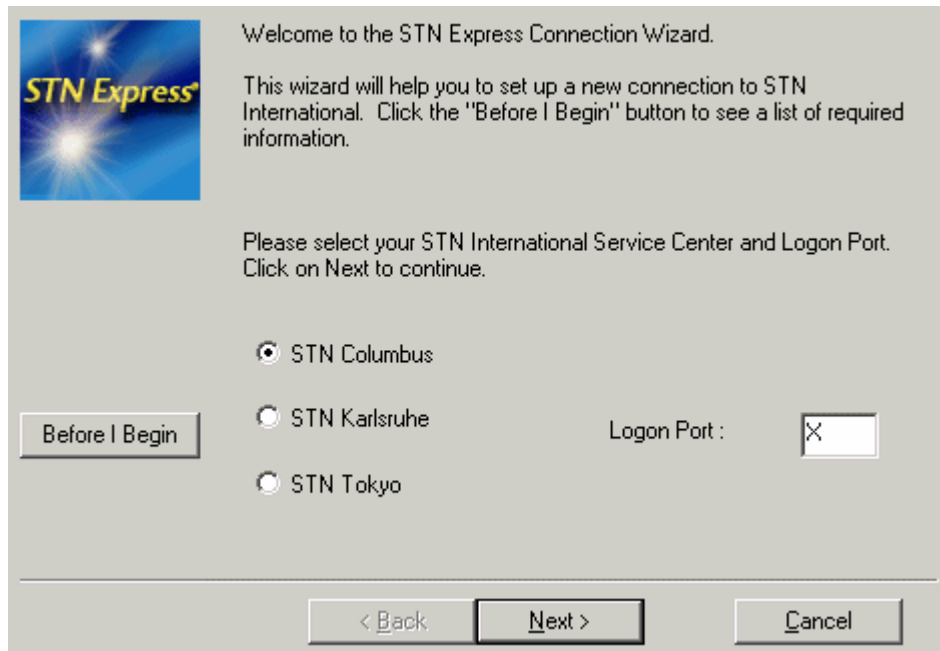 STN Express®
Welcome to the STN Express Connection Wizard.
This wizard will help you to set up a new connection to STN
International. Click the "Before I Begin" button to see a list of required
information.
Please select your STN International Service Center and Logon Port.
Click on Next to continue.
STN Columbus
STN Karlsruhe
STN Tokyo
Before I Begin
Logon Port :
X
< Back
Next >
Cancel